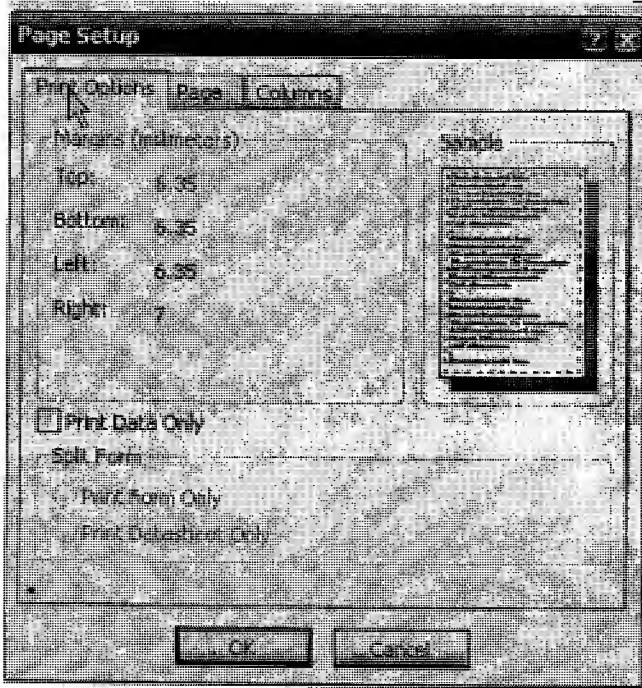 Page Setup
Print Options Page Columns
Margins (milimeters)
Sample
Top: 6.35
Bottom: 6.35
Left: 6.35
Right: 7
Print Data Only
Split Form
Print Form Only
Print Datasheet Only
OK Cancel